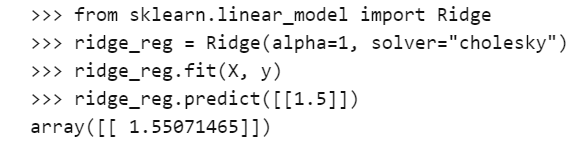 >>> from sklearn.linear_model import Ridge
>>> ridge_reg = Ridge(alpha=1, solver="cholesky")
>>> ridge_reg.fit(X, y)
>>> ridge_reg.predict([[1.5]])
array([[ 1.55071465]])